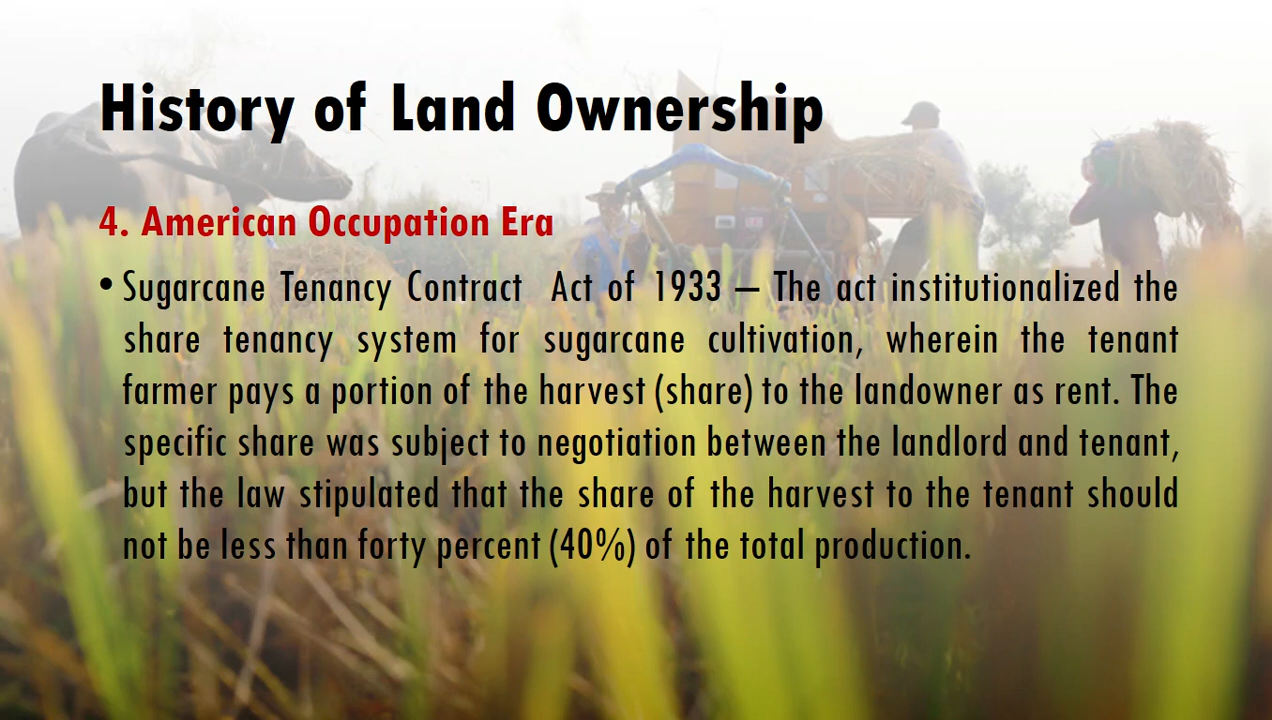 History of Land Ownership
4. American Occupation Era
• Sugarcane Tenancy Contract  Act of 1933 – The act institutionalized the
share tenancy system for sugarcane cultivation, wherein the tenant
farmer pays a portion of the harvest (share) to the landowner as rent. The
specific share was subject to negotiation between the landlord and tenant,
but the law stipulated that the share of the harvest to the tenant should
not be less than forty percent (40%) of the total production.